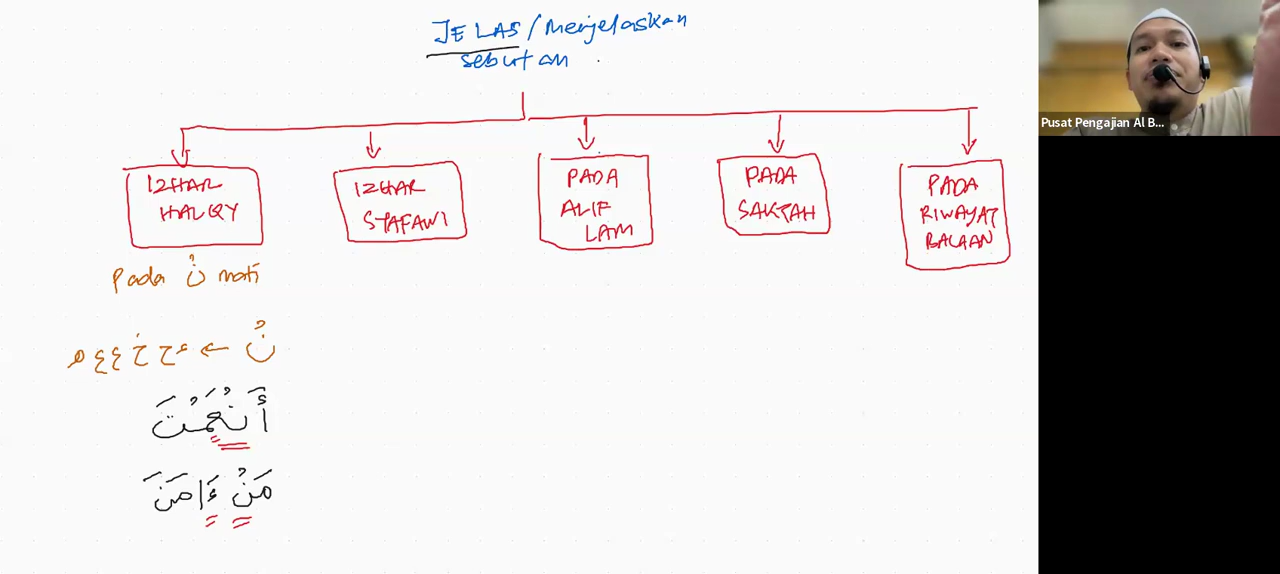 JELAS / Menjelaskan
sebutan
IZHAR
HALQY
IZHAR
SYAFAWI
PADA
ALIF
LAM
PADA
SAKTAH
PADA
RIWAYAT
BACAAN
Pada نْ mati
نْ ← ء ح خ ع غ ه
أَنْعَمْتَ
مَنْ ءَامَنَ
Pusat Pengajian Al B...